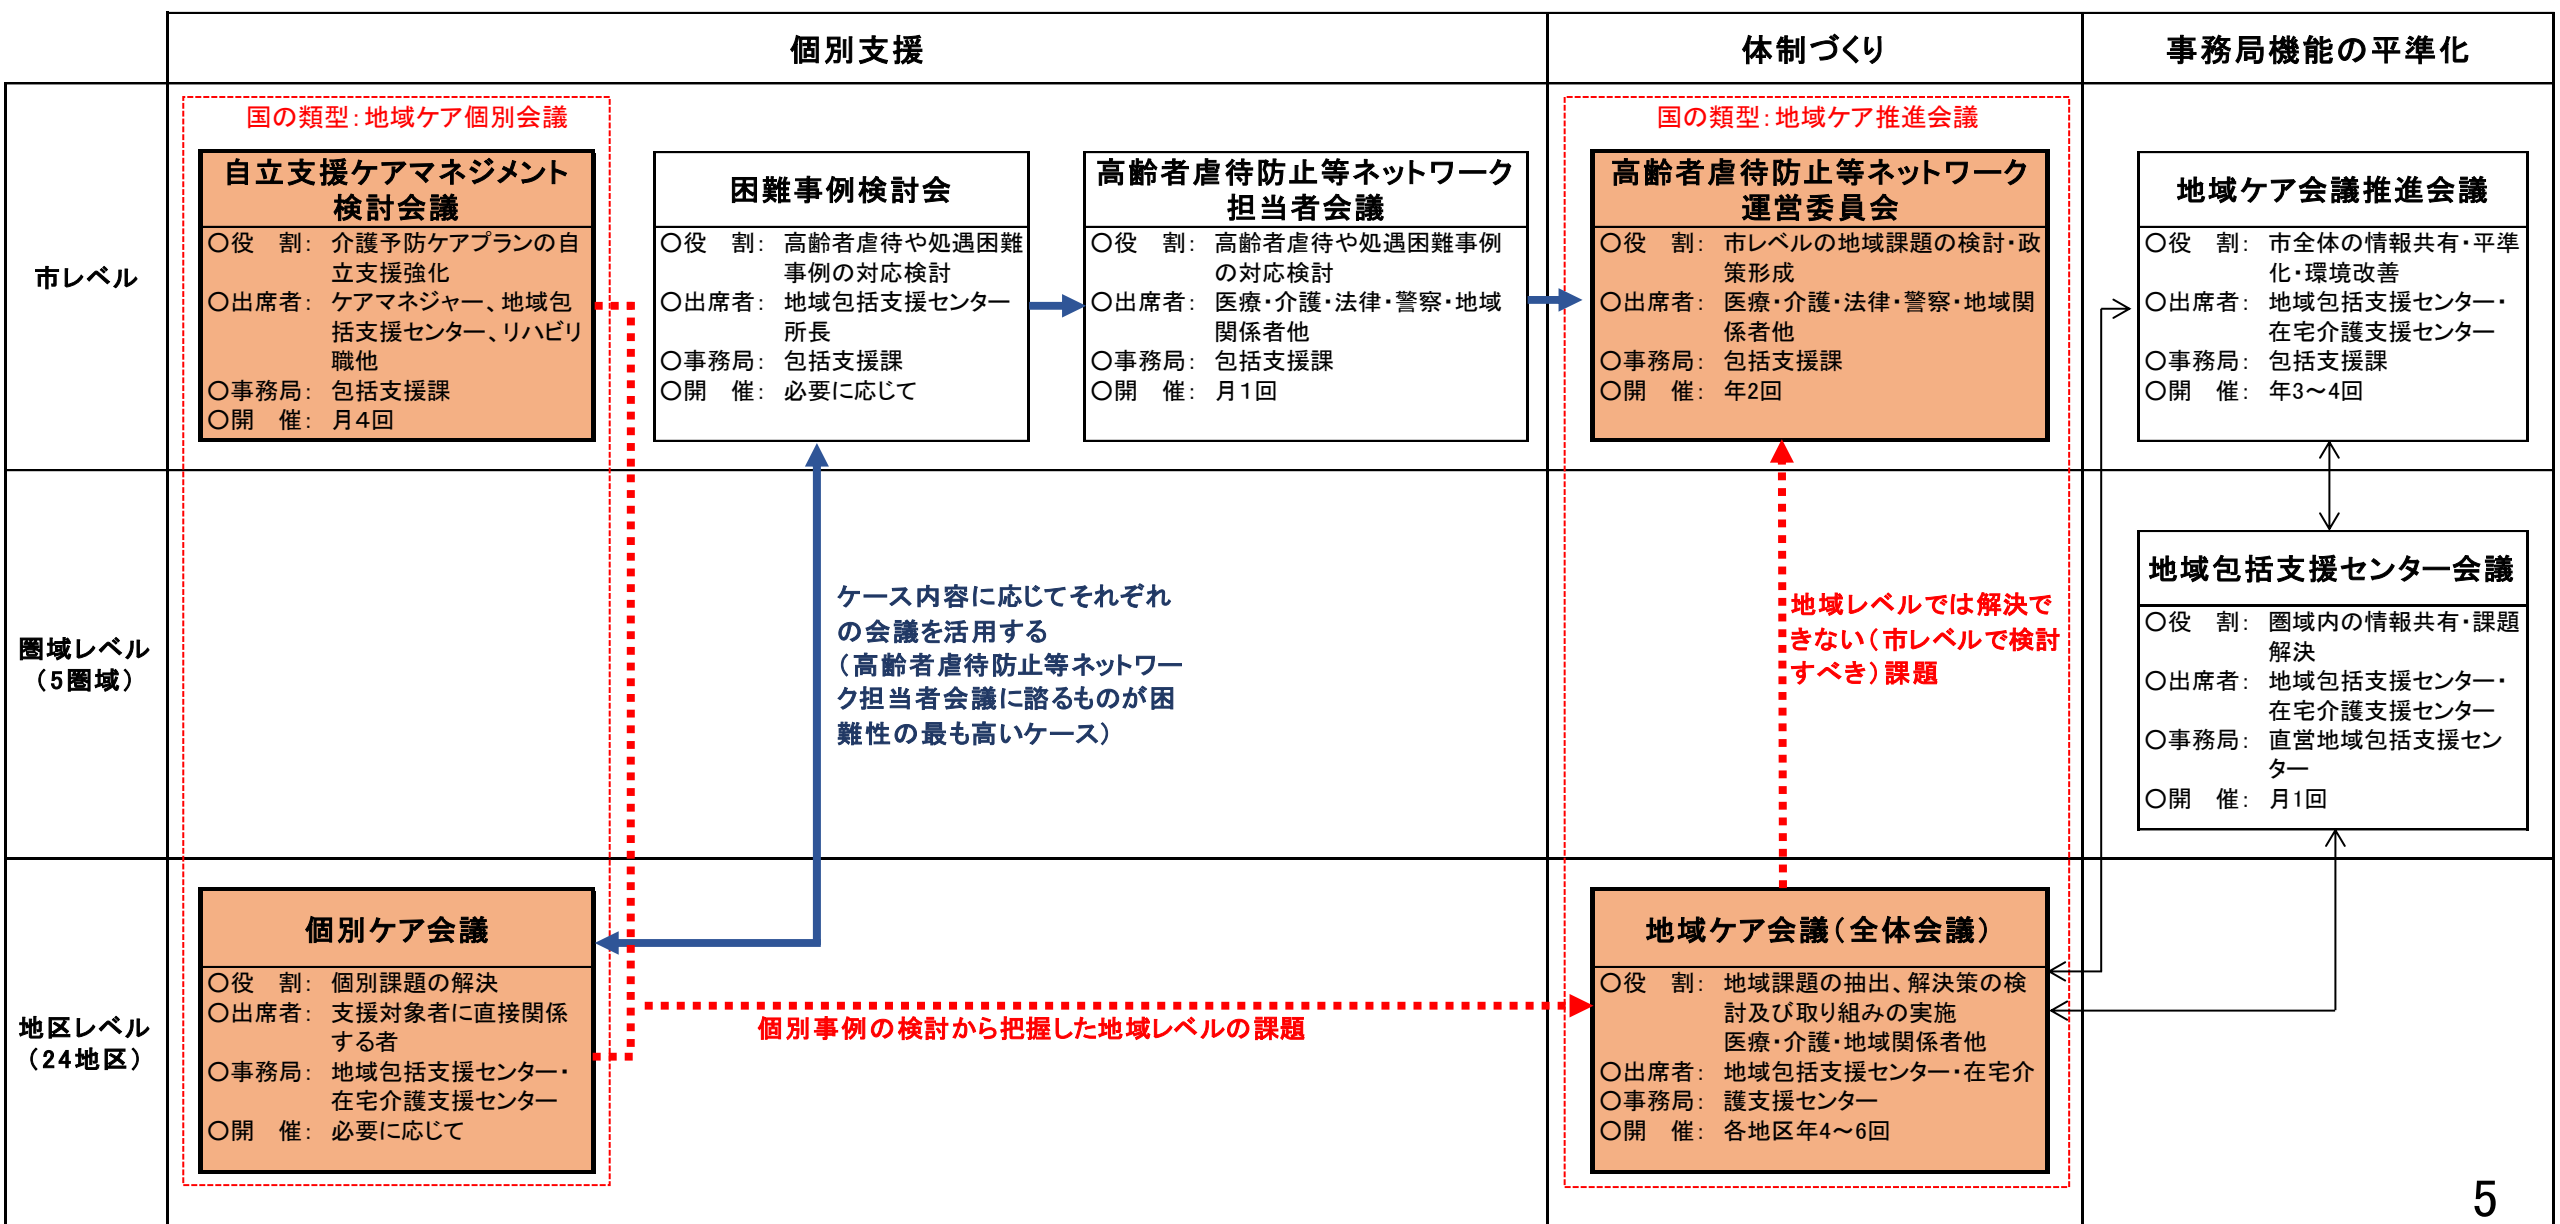 個別支援
体制づくり
事務局機能の平準化
市レベル
国の類型：地域ケア個別会議
自立支援ケアマネジメント
検討会議
〇役　割： 介護予防ケアプランの自
立支援強化
〇出席者： ケアマネジャー、地域包
括支援センター、リハビリ
職他
〇事務局： 包括支援課
〇開　催： 月４回
困難事例検討会
〇役　割： 高齢者虐待や処遇困難
事例の対応検討
〇出席者： 地域包括支援センター
所長
〇事務局： 包括支援課
〇開　催： 必要に応じて
高齢者虐待防止等ネットワーク
担当者会議
〇役　割： 高齢者虐待や処遇困難事例
の対応検討
〇出席者： 医療・介護・法律・警察・地域
関係者他
〇事務局： 包括支援課
〇開　催： 月１回
国の類型：地域ケア推進会議
高齢者虐待防止等ネットワーク
運営委員会
〇役　割： 市レベルの地域課題の検討・政
策形成
〇出席者： 医療・介護・法律・警察・地域関
係者他
〇事務局： 包括支援課
〇開　催： 年2回
地域ケア会議推進会議
〇役　割： 市全体の情報共有・平準
化・環境改善
〇出席者： 地域包括支援センター・
在宅介護支援センター
〇事務局： 包括支援課
〇開　催： 年3～4回
圏域レベル
（5圏域）
ケース内容に応じてそれぞれ
の会議を活用する
（高齢者虐待防止等ネットワー
ク担当者会議に諮るものが困
難性の最も高いケース）
地域レベルでは解決で
きない（市レベルで検討
すべき）課題
地域包括支援センター会議
〇役　割： 圏域内の情報共有・課題
解決
〇出席者： 地域包括支援センター・
在宅介護支援センター
〇事務局： 直営地域包括支援セン
ター
〇開　催： 月1回
地区レベル
（24地区）
個別ケア会議
〇役　割： 個別課題の解決
〇出席者： 支援対象者に直接関係
する者
〇事務局： 地域包括支援センター・
在宅介護支援センター
〇開　催： 必要に応じて
個別事例の検討から把握した地域レベルの課題
地域ケア会議（全体会議）
〇役　割： 地域課題の抽出、解決策の検
討及び取り組みの実施
医療・介護・地域関係者他
〇出席者： 地域包括支援センター・在宅介
〇事務局： 護支援センター
〇開　催： 各地区年4～6回
5